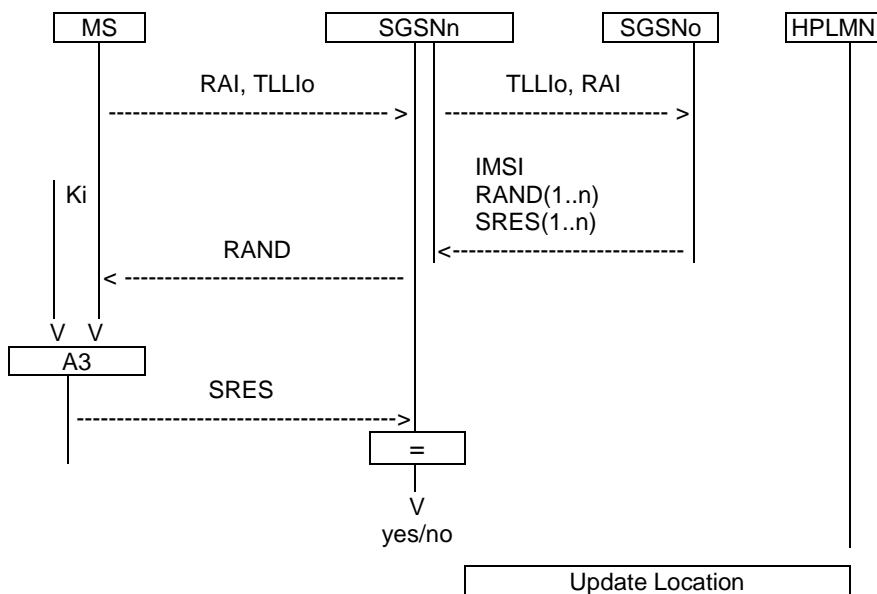 MS SGSNn SGSNo HPLMN
RAI, TLLIo TLLIo, RAI
------------------------------- > ------------------------- >
IMSI
Ki RAND(1..n)
SRES(1..n)
RAND <--------------------------
< -------------------------------
V V
A3
SRES
------------------------------------>
=
V
yes/no
Update Location